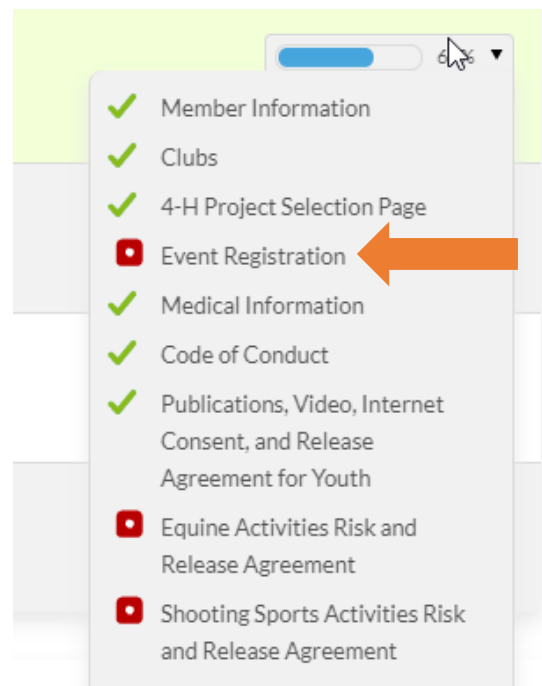 Member Information
Clubs
4-H Project Selection Page
Event Registration
Medical Information
Code of Conduct
Publications, Video, Internet
Consent, and Release
Agreement for Youth
Equine Activities Risk and
Release Agreement
Shooting Sports Activities Risk
and Release Agreement